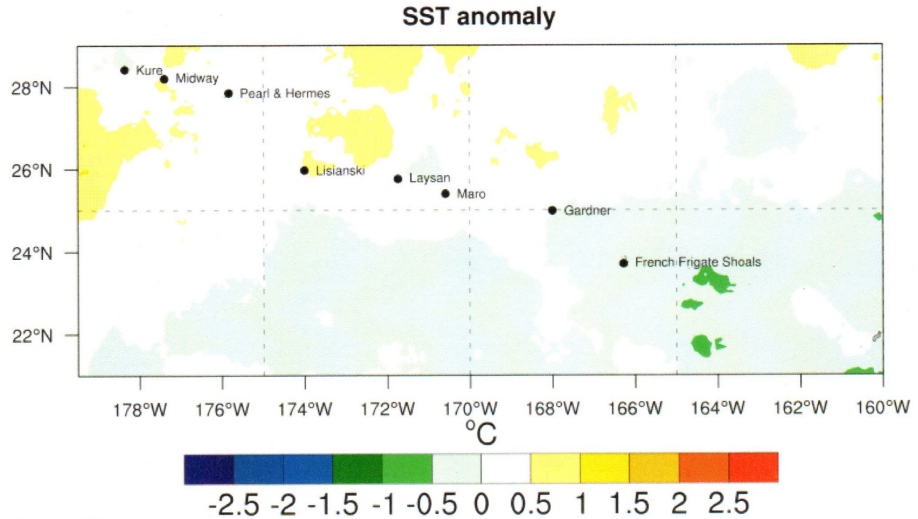 SST anomaly
28°N
26°N
24°N
22°N
Kure
Midway
Pearl & Hermes
Lisianski
Laysan
Maro
Gardner
French Frigate Shoals
178°W 176°W 174°W 172°W 170°W 168°W 166°W 164°W 162°W 160°W
°C
-2.5 -2 -1.5 -1 -0.5 0 0.5 1 1.5 2 2.5